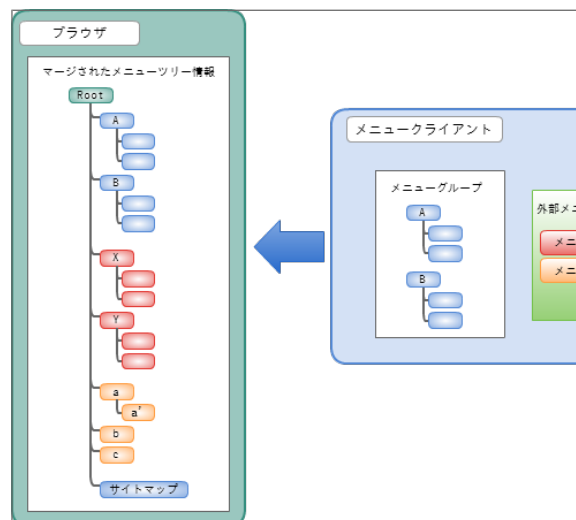 ブラウザ
マージされたメニューツリー情報
Root
A
B
X
Y
a
a'
b
c
サイトマップ
メニュークライアント
メニューグループ
A
B
外部メニ
メニ
メニ